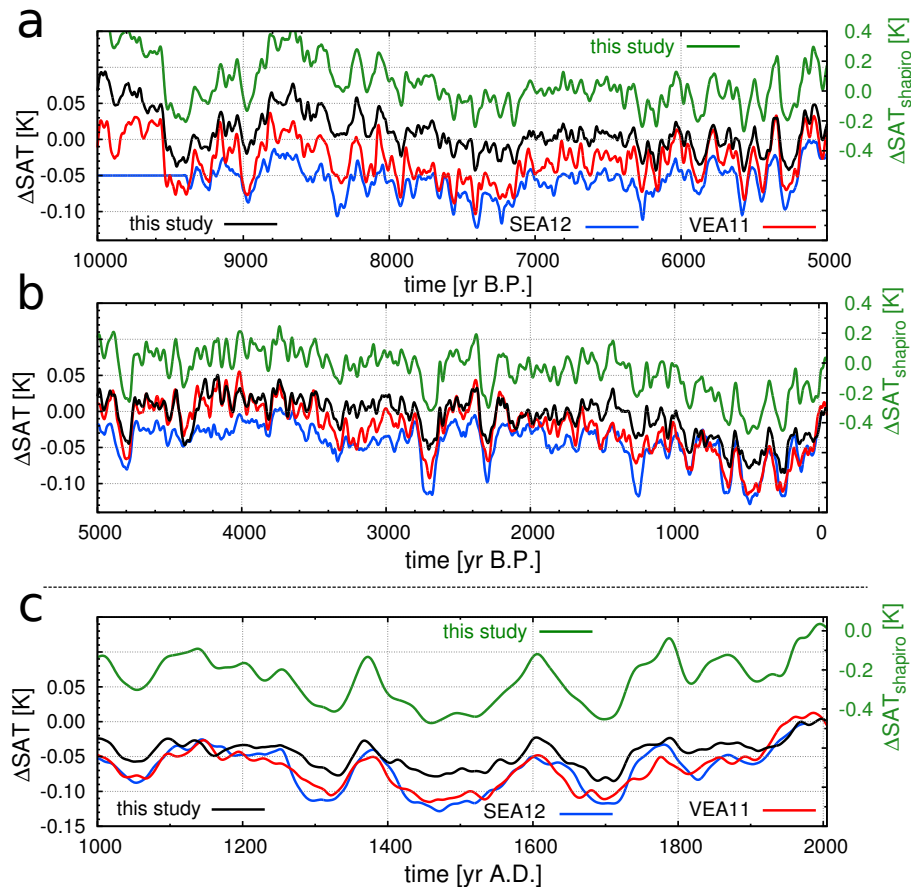 a
this study
0.4
0.2
0.0
-0.2
-0.4
ΔSAT_shapiro [K]
0.05
0.00
-0.05
-0.10
ΔSAT [K]
this study
SEA12
VEA11
10000
9000
8000
7000
6000
5000
time [yr B.P.]
b
0.4
0.2
0.0
-0.2
-0.4
ΔSAT_shapiro [K]
0.05
0.00
-0.05
-0.10
ΔSAT [K]
5000
4000
3000
2000
1000
0
time [yr B.P.]
c
this study
0.0
-0.2
-0.4
ΔSAT_shapiro [K]
0.05
0.00
-0.05
-0.10
-0.15
ΔSAT [K]
this study
SEA12
VEA11
1000
1200
1400
1600
1800
2000
time [yr A.D.]